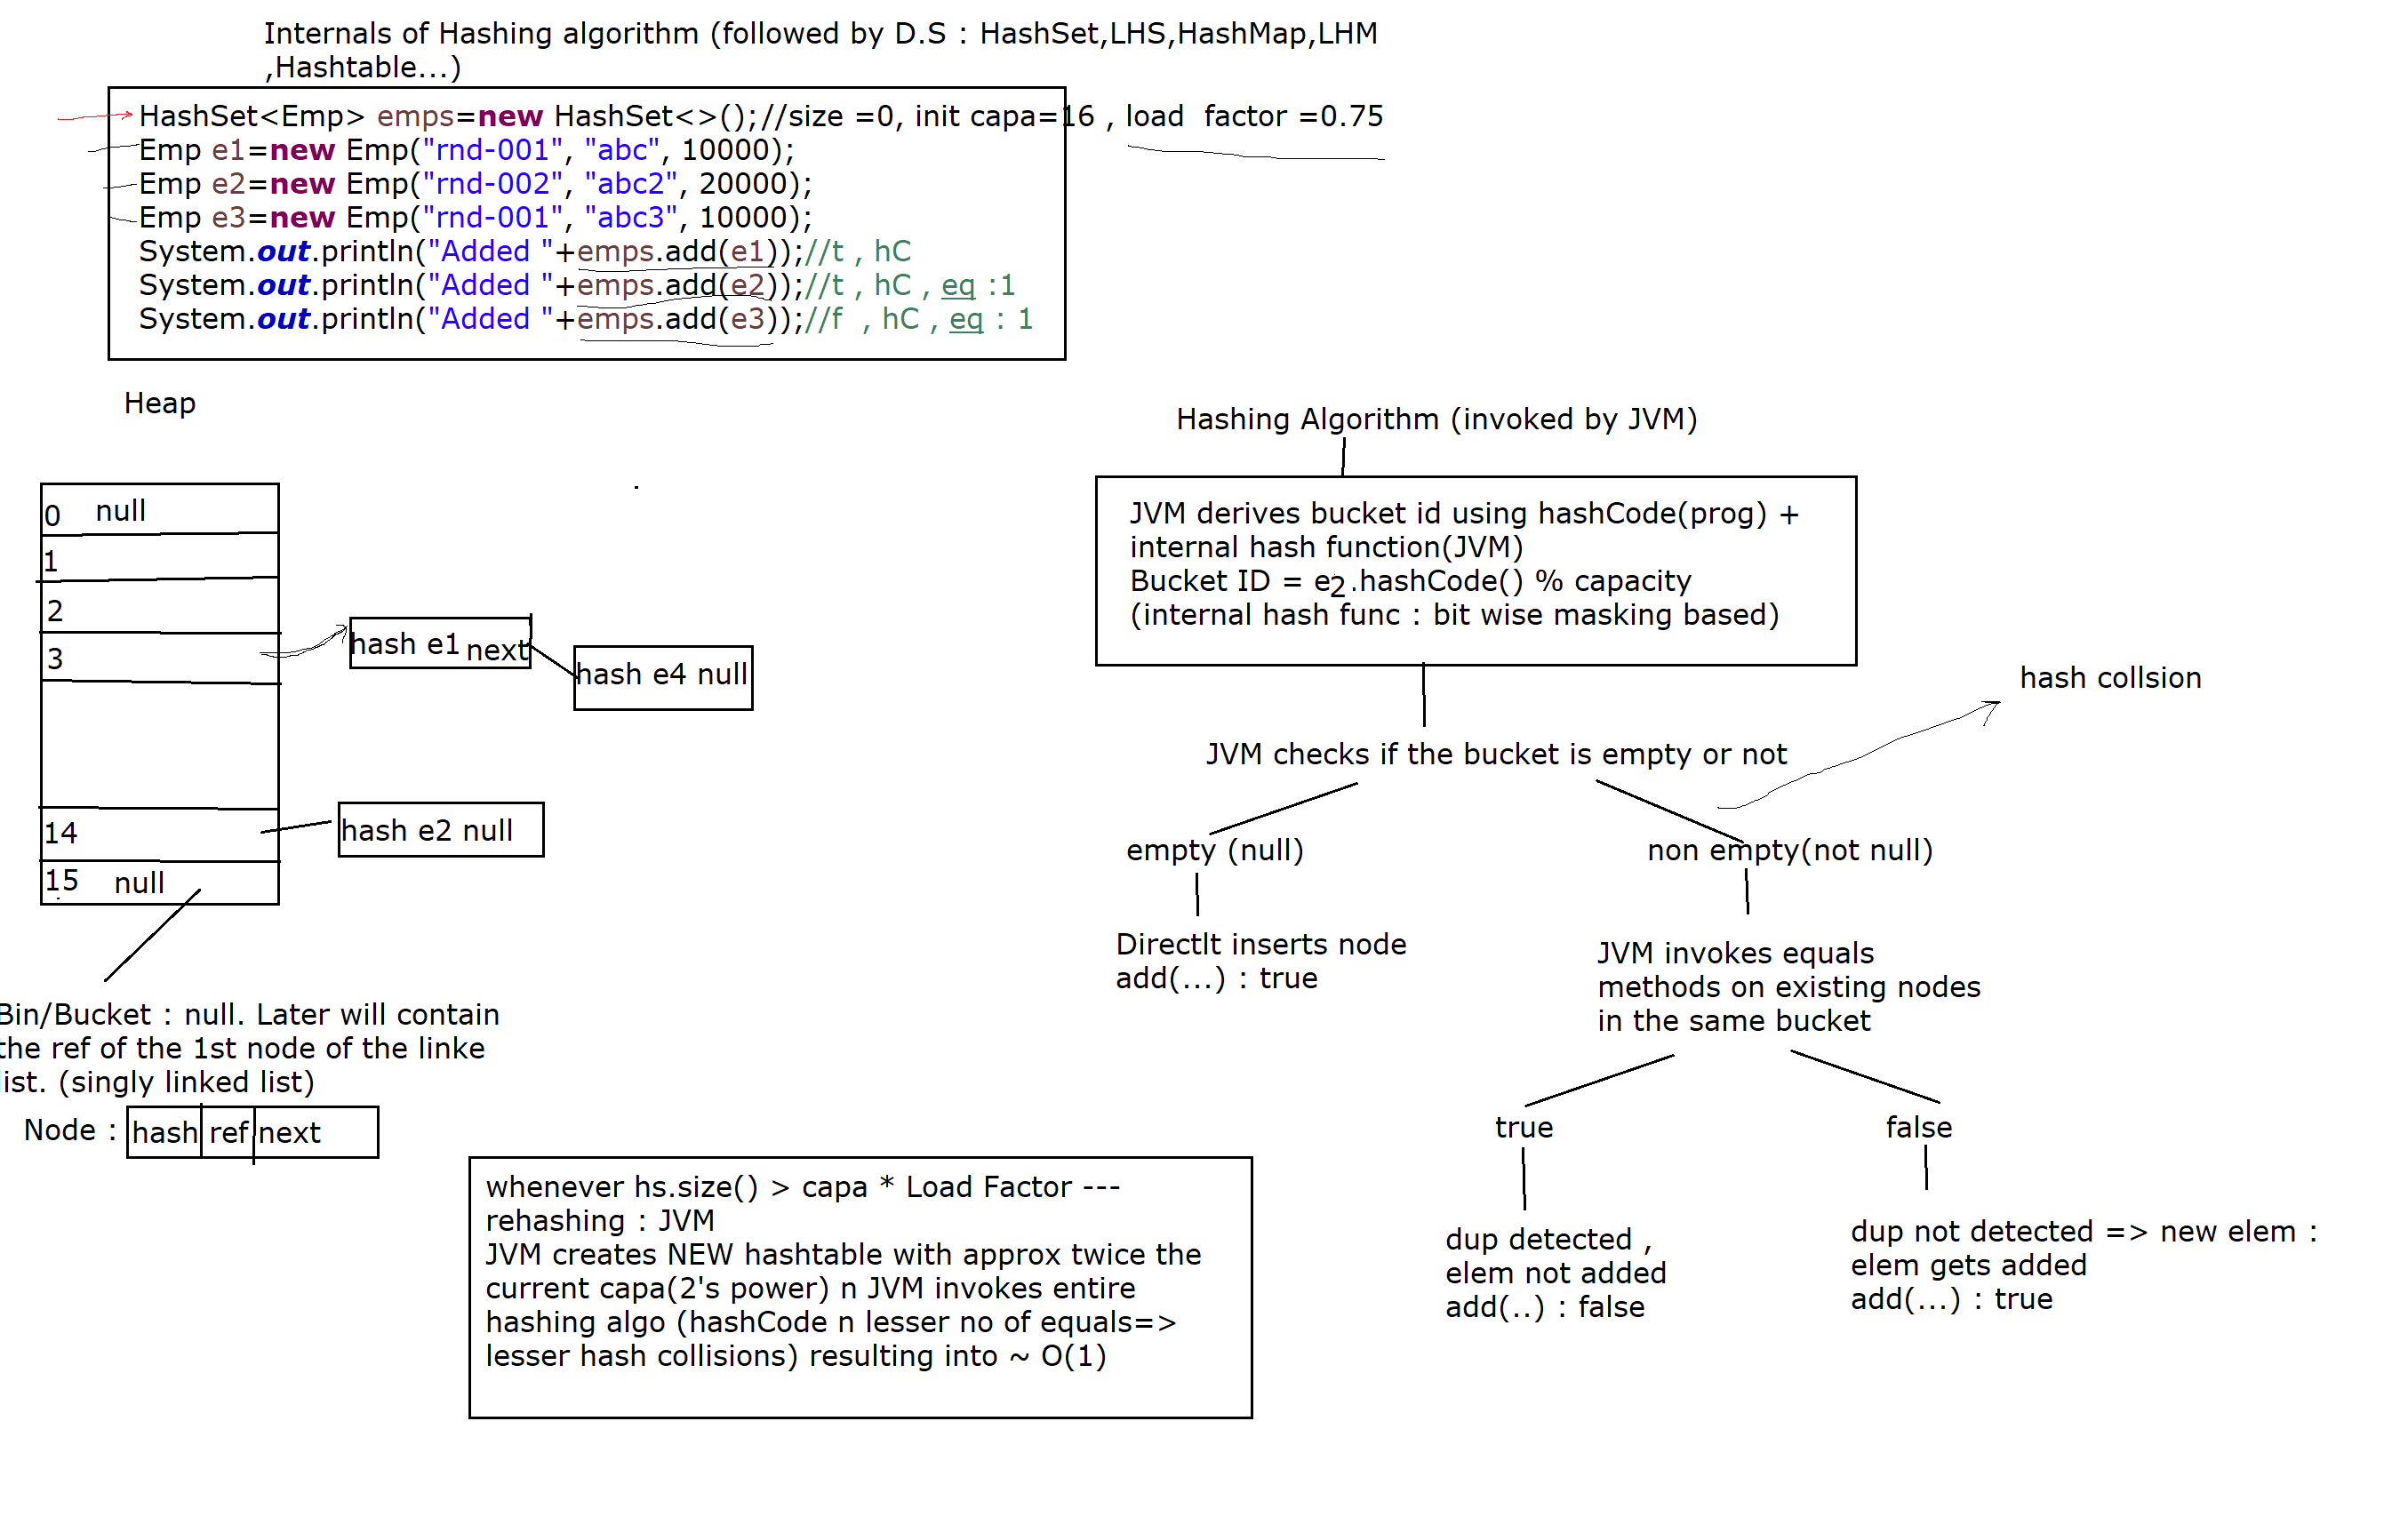 Internals of Hashing algorithm (followed by D.S : HashSet,LHS,HashMap,LHM
,Hashtable...)
HashSet<Emp> emps=new HashSet<>();//size =0, init capa=16 , load  factor =0.75
Emp e1=new Emp("rnd-001", "abc", 10000);
Emp e2=new Emp("rnd-002", "abc2", 20000);
Emp e3=new Emp("rnd-001", "abc3", 10000);
System.out.println("Added "+emps.add(e1));//t , hC
System.out.println("Added "+emps.add(e2));//t , hC , eq :1
System.out.println("Added "+emps.add(e3));//f  , hC , eq : 1
Heap
0 null
1
2
3
hash e1 next
hash e4 null
14
hash e2 null
15 null
Bin/Bucket : null. Later will contain
the ref of the 1st node of the linke
list. (singly linked list)
Node : hash ref next
Hashing Algorithm (invoked by JVM)
JVM derives bucket id using hashCode(prog) +
internal hash function(JVM)
Bucket ID = e2.hashCode() % capacity
(internal hash func : bit wise masking based)
hash collsion
JVM checks if the bucket is empty or not
empty (null)
non empty(not null)
Directlt inserts node
add(...) : true
JVM invokes equals
methods on existing nodes
in the same bucket
true
false
dup detected ,
elem not added
add(..) : false
dup not detected => new elem :
elem gets added
add(...) : true
whenever hs.size() > capa * Load Factor ---
rehashing : JVM
JVM creates NEW hashtable with approx twice the
current capa(2's power) n JVM invokes entire
hashing algo (hashCode n lesser no of equals=>
lesser hash collisions) resulting into ~ O(1)